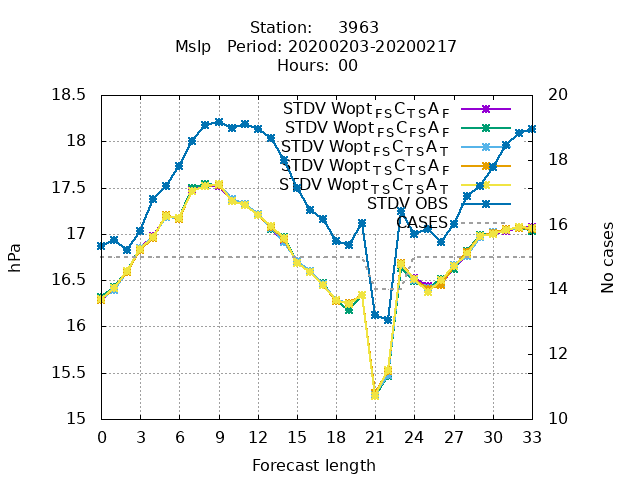 Station: 3963
Mslp Period: 20200203-20200217
Hours: 00
18.5 20
STDV Wopt_FS C_TS A_F
STDV Wopt_FS C_FS A_F
18
STDV Wopt_FS C_TS A_T
18
STDV Wopt_TS C_TS A_F
17.5 STDV Wopt_TS C_TS A_T
STDV OBS
CASES 16
17
hPa No cases
16.5 14
16
12
15.5
15 10
0 3 6 9 12 15 18 21 24 27 30 33
Forecast length